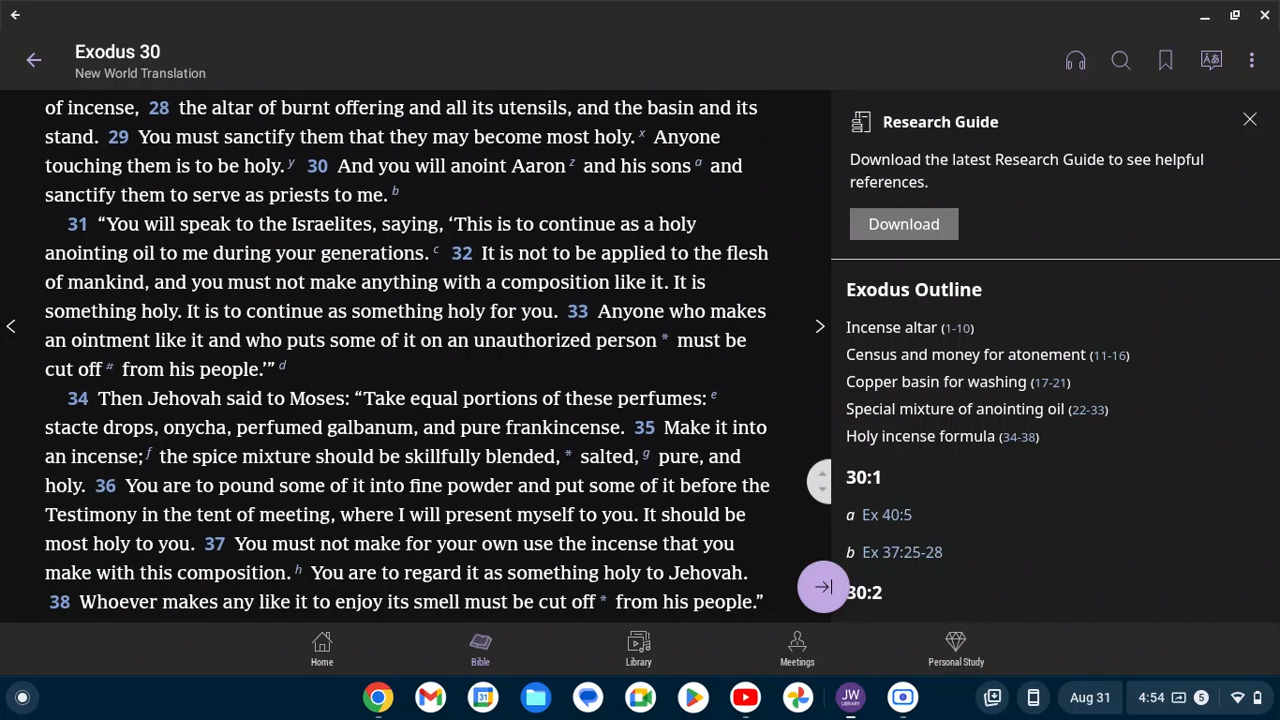 Exodus 30
New World Translation
of incense, 28 the altar of burnt offering and all its utensils, and the basin and its
stand. 29 You must sanctify them that they may become most holy. x Anyone
touching them is to be holy. y 30 And you will anoint Aaron z and his sons a and
sanctify them to serve as priests to me. b
31 “You will speak to the Israelites, saying, ‘This is to continue as a holy
anointing oil to me during your generations. c 32 It is not to be applied to the flesh
of mankind, and you must not make anything with a composition like it. It is
something holy. It is to continue as something holy for you. 33 Anyone who makes
an ointment like it and who puts some of it on an unauthorized person * must be
cut off # from his people.’” d
34 Then Jehovah said to Moses: “Take equal portions of these perfumes: e
stacte drops, onycha, perfumed galbanum, and pure frankincense. 35 Make it into
an incense; f the spice mixture should be skillfully blended, * salted, g pure, and
holy. 36 You are to pound some of it into fine powder and put some of it before the
Testimony in the tent of meeting, where I will present myself to you. It should be
most holy to you. 37 You must not make for your own use the incense that you
make with this composition. h You are to regard it as something holy to Jehovah.
38 Whoever makes any like it to enjoy its smell must be cut off * from his people.”
Research Guide
Download the latest Research Guide to see helpful
references.
Download
Exodus Outline
Incense altar (1-10)
Census and money for atonement (11-16)
Copper basin for washing (17-21)
Special mixture of anointing oil (22-33)
Holy incense formula (34-38)
30:1
a Ex 40:5
b Ex 37:25-28
30:2
Home
Bible
Library
Meetings
Personal Study
31
JW
LIBRARY
Aug 31
4:54
5